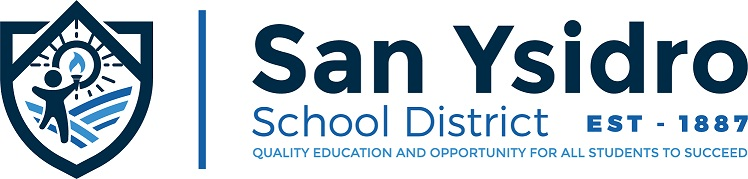 San Ysidro
School District EST - 1887
QUALITY EDUCATION AND OPPORTUNITY FOR ALL STUDENTS TO SUCCEED